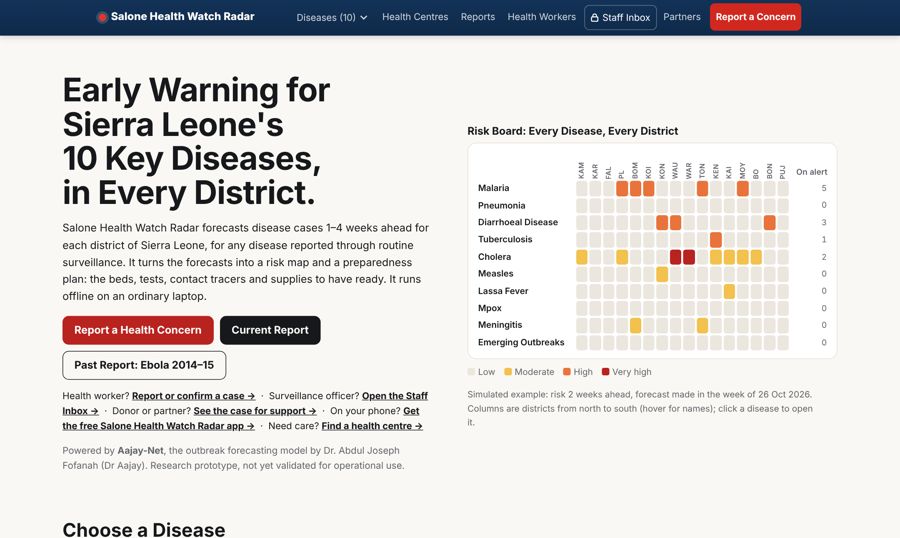 Salone Health Watch Radar
Diseases (10)
Health Centres
Reports
Health Workers
Staff Inbox
Partners
Report a Concern
Early Warning for
Sierra Leone's
10 Key Diseases,
in Every District.
Salone Health Watch Radar forecasts disease cases 1–4 weeks ahead for
each district of Sierra Leone, for any disease reported through routine
surveillance. It turns the forecasts into a risk map and a preparedness
plan: the beds, tests, contact tracers and supplies to have ready. It runs
offline on an ordinary laptop.
Report a Health Concern
Current Report
Past Report: Ebola 2014–15
Health worker? Report or confirm a case → · Surveillance officer? Open the Staff
Inbox → · Donor or partner? See the case for support → · On your phone? Get
the free Salone Health Watch Radar app → · Need care? Find a health centre →
Powered by Aajay-Net, the outbreak forecasting model by Dr. Abdul Joseph
Fofanah (Dr Aajay). Research prototype, not yet validated for operational use.
Risk Board: Every Disease, Every District
KAM KAR FAL PL BOM KOI KON WAU WAR TON KEN KAI MOY BO BON PUJ On alert
Malaria 5
Pneumonia 0
Diarrhoeal Disease 3
Tuberculosis 1
Cholera 2
Measles 0
Lassa Fever 0
Mpox 0
Meningitis 0
Emerging Outbreaks 0
Low Moderate High Very high
Simulated example: risk 2 weeks ahead, forecast made in the week of 26 Oct 2026.
Columns are districts from north to south (hover for names); click a disease to open
it.
Choose a Disease